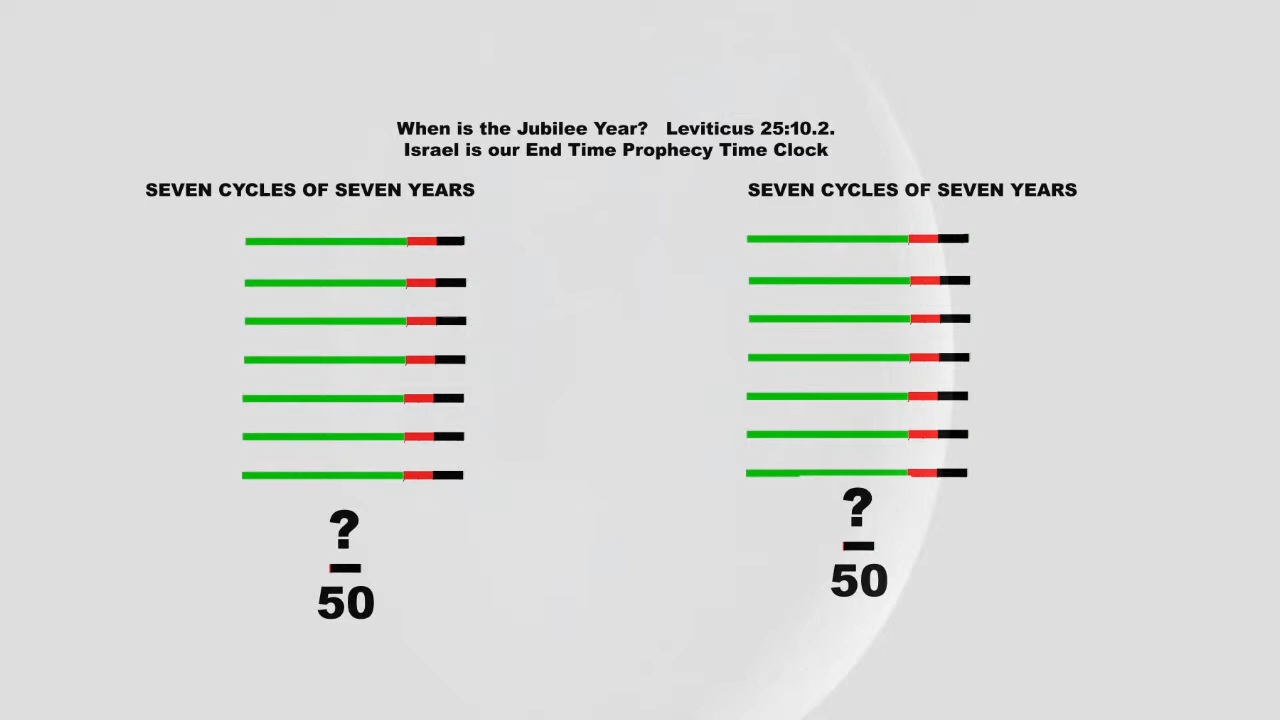 When is the Jubilee Year?   Leviticus 25:10.2.
Israel is our End Time Prophecy Time Clock
SEVEN CYCLES OF SEVEN YEARS
SEVEN CYCLES OF SEVEN YEARS
?
50
?
50